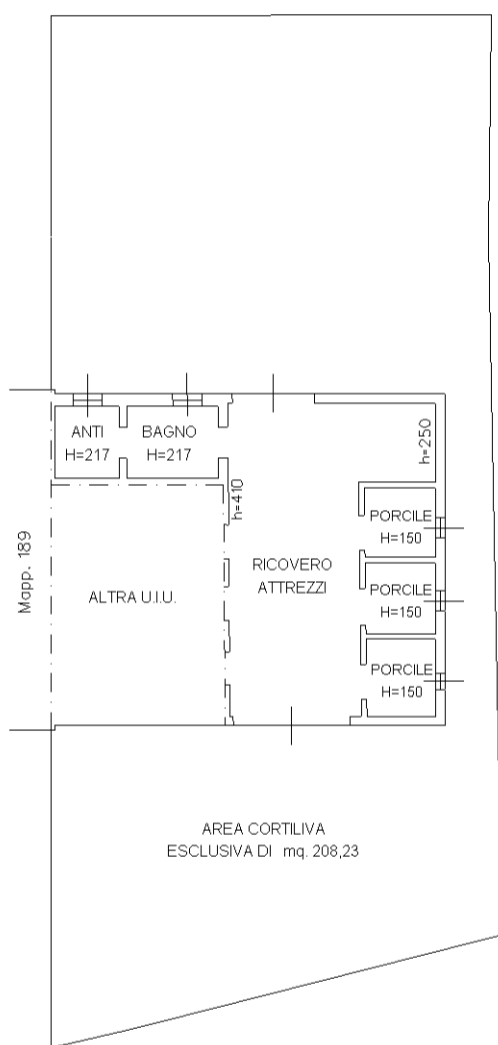 ANTI
H=217
BAGNO
H=217
h=250
h=410
PORCILE
H=150
Mapp. 189
RICOVERO
ATTREZZI
ALTRA U.I.U.
PORCILE
H=150
PORCILE
H=150
AREA CORTILIVA
ESCLUSIVA DI mq. 208,23